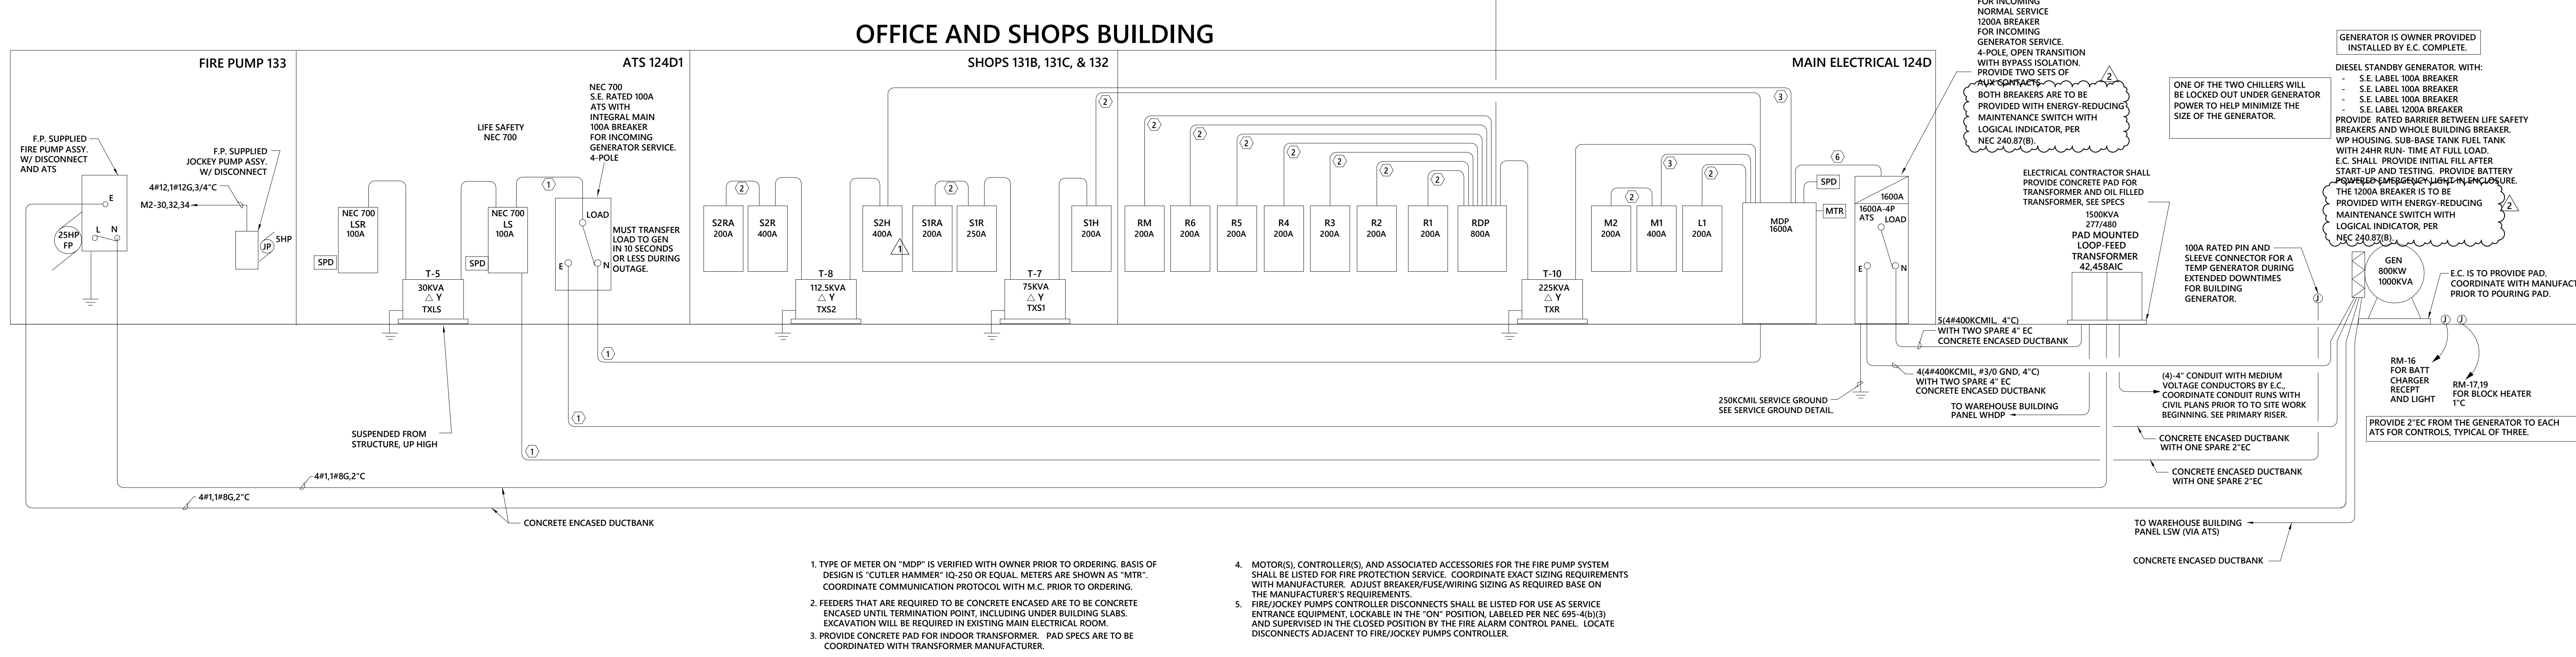 OFFICE AND SHOPS BUILDING
FIRE PUMP 133
ATS 124D1
SHOPS 131B, 131C, & 132
MAIN ELECTRICAL 124D
F.P. SUPPLIED
FIRE PUMP ASSY.
W/ DISCONNECT
AND ATS
E
L N
25HP
FP
F.P. SUPPLIED
JOCKEY PUMP ASSY.
W/ DISCONNECT
4#12,1#12G,3/4"C
M2-30,32,34
JP
5HP
LIFE SAFETY
NEC 700
NEC 700
S.E. RATED 100A
ATS WITH
INTEGRAL MAIN
100A BREAKER
FOR INCOMING
GENERATOR SERVICE.
4-POLE
SPD
NEC 700
LSR
100A
T-5
30KVA
△ Y
TXLS
SPD
NEC 700
LS
100A
1
LOAD
E
N
MUST TRANSFER
LOAD TO GEN
IN 10 SECONDS
OR LESS DURING
OUTAGE.
2
S2RA
200A
S2R
400A
T-8
112.5KVA
△ Y
TXS2
S2H
400A
1
2
S1RA
200A
S1R
250A
T-7
75KVA
△ Y
TXS1
S1H
200A
2
3
2
2
2
2
2
2
2
RM
200A
R6
200A
R5
200A
R4
200A
R3
200A
R2
200A
R1
200A
RDP
800A
T-10
225KVA
△ Y
TXR
2
3
2
M2
200A
M1
400A
L1
200A
MDP
1600A
SPD
MTR
6
1600A
1600A-4P
ATS
LOAD
E
N
FOR INCOMING
NORMAL SERVICE
1200A BREAKER
FOR INCOMING
GENERATOR SERVICE.
4-POLE, OPEN TRANSITION
WITH BYPASS ISOLATION.
PROVIDE TWO SETS OF
AUX CONTACTS
2
BOTH BREAKERS ARE TO BE
PROVIDED WITH ENERGY-REDUCING
MAINTENANCE SWITCH WITH
LOGICAL INDICATOR, PER
NEC 240.87(B).
ONE OF THE TWO CHILLERS WILL
BE LOCKED OUT UNDER GENERATOR
POWER TO HELP MINIMIZE THE
SIZE OF THE GENERATOR.
GENERATOR IS OWNER PROVIDED
INSTALLED BY E.C. COMPLETE.
DIESEL STANDBY GENERATOR. WITH:
- S.E. LABEL 100A BREAKER
- S.E. LABEL 100A BREAKER
- S.E. LABEL 100A BREAKER
- S.E. LABEL 1200A BREAKER
PROVIDE RATED BARRIER BETWEEN LIFE SAFETY
BREAKERS AND WHOLE BUILDING BREAKER.
WP HOUSING. SUB-BASE TANK FUEL TANK
WITH 24HR RUN- TIME AT FULL LOAD.
E.C. SHALL PROVIDE INITIAL FILL AFTER
START-UP AND TESTING. PROVIDE BATTERY
POWERED EMERGENCY LIGHT IN ENCLOSURE.
THE 1200A BREAKER IS TO BE
PROVIDED WITH ENERGY-REDUCING
MAINTENANCE SWITCH WITH
LOGICAL INDICATOR, PER
NEC 240.87(B).
2
ELECTRICAL CONTRACTOR SHALL
PROVIDE CONCRETE PAD FOR
TRANSFORMER AND OIL FILLED
TRANSFORMER, SEE SPECS
1500KVA
277/480
PAD MOUNTED
LOOP-FEED
TRANSFORMER
42,458AIC
100A RATED PIN AND
SLEEVE CONNECTOR FOR A
TEMP GENERATOR DURING
EXTENDED DOWNTIMES
FOR BUILDING
GENERATOR.
J
GEN
800KW
1000KVA
E.C. IS TO PROVIDE PAD.
COORDINATE WITH MANUFACT
PRIOR TO POURING PAD.
J J
5(4#400KCMIL, 4"C)
WITH TWO SPARE 4" EC
CONCRETE ENCASED DUCTBANK
4(4#400KCMIL, #3/0 GND, 4"C)
WITH TWO SPARE 4" EC
CONCRETE ENCASED DUCTBANK
250KCMIL SERVICE GROUND
SEE SERVICE GROUND DETAIL.
TO WAREHOUSE BUILDING
PANEL WHDP
(4)-4" CONDUIT WITH MEDIUM
VOLTAGE CONDUCTORS BY E.C.,
COORDINATE CONDUIT RUNS WITH
CIVIL PLANS PRIOR TO TO SITE WORK
BEGINNING. SEE PRIMARY RISER.
RM-16
FOR BATT
CHARGER
RECEPT
AND LIGHT
RM-17,19
FOR BLOCK HEATER
1"C
PROVIDE 2"EC FROM THE GENERATOR TO EACH
ATS FOR CONTROLS, TYPICAL OF THREE.
1
1
1
SUSPENDED FROM
STRUCTURE, UP HIGH
CONCRETE ENCASED DUCTBANK
WITH ONE SPARE 2"EC
CONCRETE ENCASED DUCTBANK
WITH ONE SPARE 2"EC
4#1,1#8G,2"C
4#1,1#8G,2"C
CONCRETE ENCASED DUCTBANK
TO WAREHOUSE BUILDING
PANEL LSW (VIA ATS)
CONCRETE ENCASED DUCTBANK
1. TYPE OF METER ON "MDP" IS VERIFIED WITH OWNER PRIOR TO ORDERING. BASIS OF
DESIGN IS "CUTLER HAMMER" IQ-250 OR EQUAL. METERS ARE SHOWN AS "MTR".
COORDINATE COMMUNICATION PROTOCOL WITH M.C. PRIOR TO ORDERING.
2. FEEDERS THAT ARE REQUIRED TO BE CONCRETE ENCASED ARE TO BE CONCRETE
ENCASED UNTIL TERMINATION POINT, INCLUDING UNDER BUILDING SLABS.
EXCAVATION WILL BE REQUIRED IN EXISTING MAIN ELECTRICAL ROOM.
3. PROVIDE CONCRETE PAD FOR INDOOR TRANSFORMER. PAD SPECS ARE TO BE
COORDINATED WITH TRANSFORMER MANUFACTURER.
4. MOTOR(S), CONTROLLER(S), AND ASSOCIATED ACCESSORIES FOR THE FIRE PUMP SYSTEM
SHALL BE LISTED FOR FIRE PROTECTION SERVICE. COORDINATE EXACT SIZING REQUIREMENTS
WITH MANUFACTURER. ADJUST BREAKER/FUSE/WIRING SIZING AS REQUIRED BASE ON
THE MANUFACTURER'S REQUIREMENTS.
5. FIRE/JOCKEY PUMPS CONTROLLER DISCONNECTS SHALL BE LISTED FOR USE AS SERVICE
ENTRANCE EQUIPMENT, LOCKABLE IN THE "ON" POSITION, LABELED PER NEC 695-4(b)(3)
AND SUPERVISED IN THE CLOSED POSITION BY THE FIRE ALARM CONTROL PANEL. LOCATE
DISCONNECTS ADJACENT TO FIRE/JOCKEY PUMPS CONTROLLER.